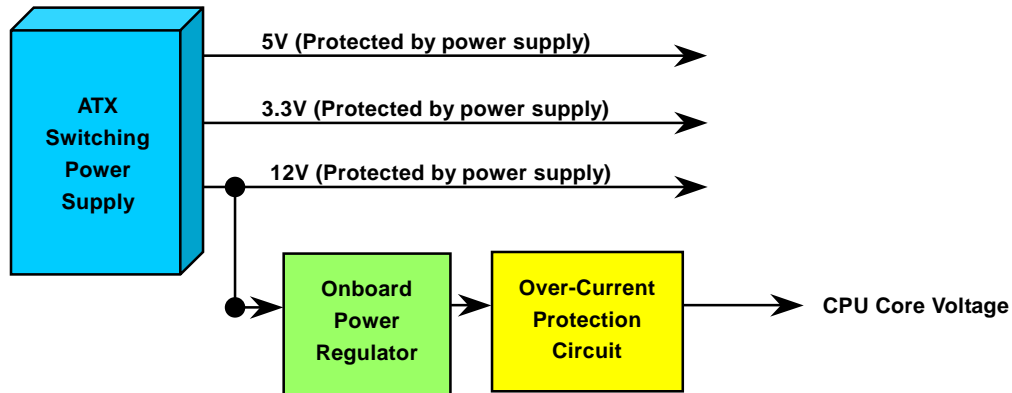 5V (Protected by power supply)
3.3V (Protected by power supply)
12V (Protected by power supply)
ATX
Switching
Power
Supply
Onboard
Power
Regulator
Over-Current
Protection
Circuit
CPU Core Voltage